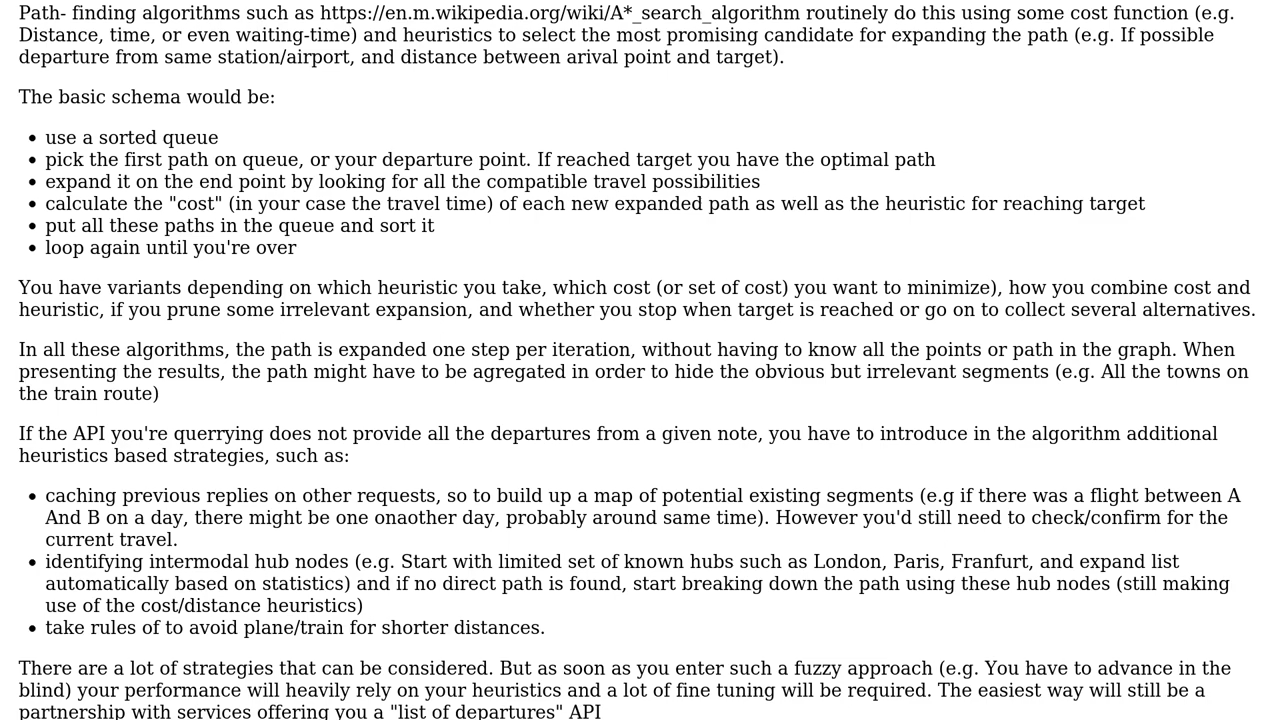 Path- finding algorithms such as https://en.m.wikipedia.org/wiki/A*_search_algorithm routinely do this using some cost function (e.g.
Distance, time, or even waiting-time) and heuristics to select the most promising candidate for expanding the path (e.g. If possible
departure from same station/airport, and distance between arival point and target).
The basic schema would be:
• use a sorted queue
• pick the first path on queue, or your departure point. If reached target you have the optimal path
• expand it on the end point by looking for all the compatible travel possibilities
• calculate the "cost" (in your case the travel time) of each new expanded path as well as the heuristic for reaching target
• put all these paths in the queue and sort it
• loop again until you're over
You have variants depending on which heuristic you take, which cost (or set of cost) you want to minimize), how you combine cost and
heuristic, if you prune some irrelevant expansion, and whether you stop when target is reached or go on to collect several alternatives.
In all these algorithms, the path is expanded one step per iteration, without having to know all the points or path in the graph. When
presenting the results, the path might have to be agregated in order to hide the obvious but irrelevant segments (e.g. All the towns on
the train route)
If the API you're querrying does not provide all the departures from a given note, you have to introduce in the algorithm additional
heuristics based strategies, such as:
• caching previous replies on other requests, so to build up a map of potential existing segments (e.g if there was a flight between A
And B on a day, there might be one onaother day, probably around same time). However you'd still need to check/confirm for the
current travel.
• identifying intermodal hub nodes (e.g. Start with limited set of known hubs such as London, Paris, Franfurt, and expand list
automatically based on statistics) and if no direct path is found, start breaking down the path using these hub nodes (still making
use of the cost/distance heuristics)
• take rules of to avoid plane/train for shorter distances.
There are a lot of strategies that can be considered. But as soon as you enter such a fuzzy approach (e.g. You have to advance in the
blind) your performance will heavily rely on your heuristics and a lot of fine tuning will be required. The easiest way will still be a
partnership with services offering you a "list of departures" API